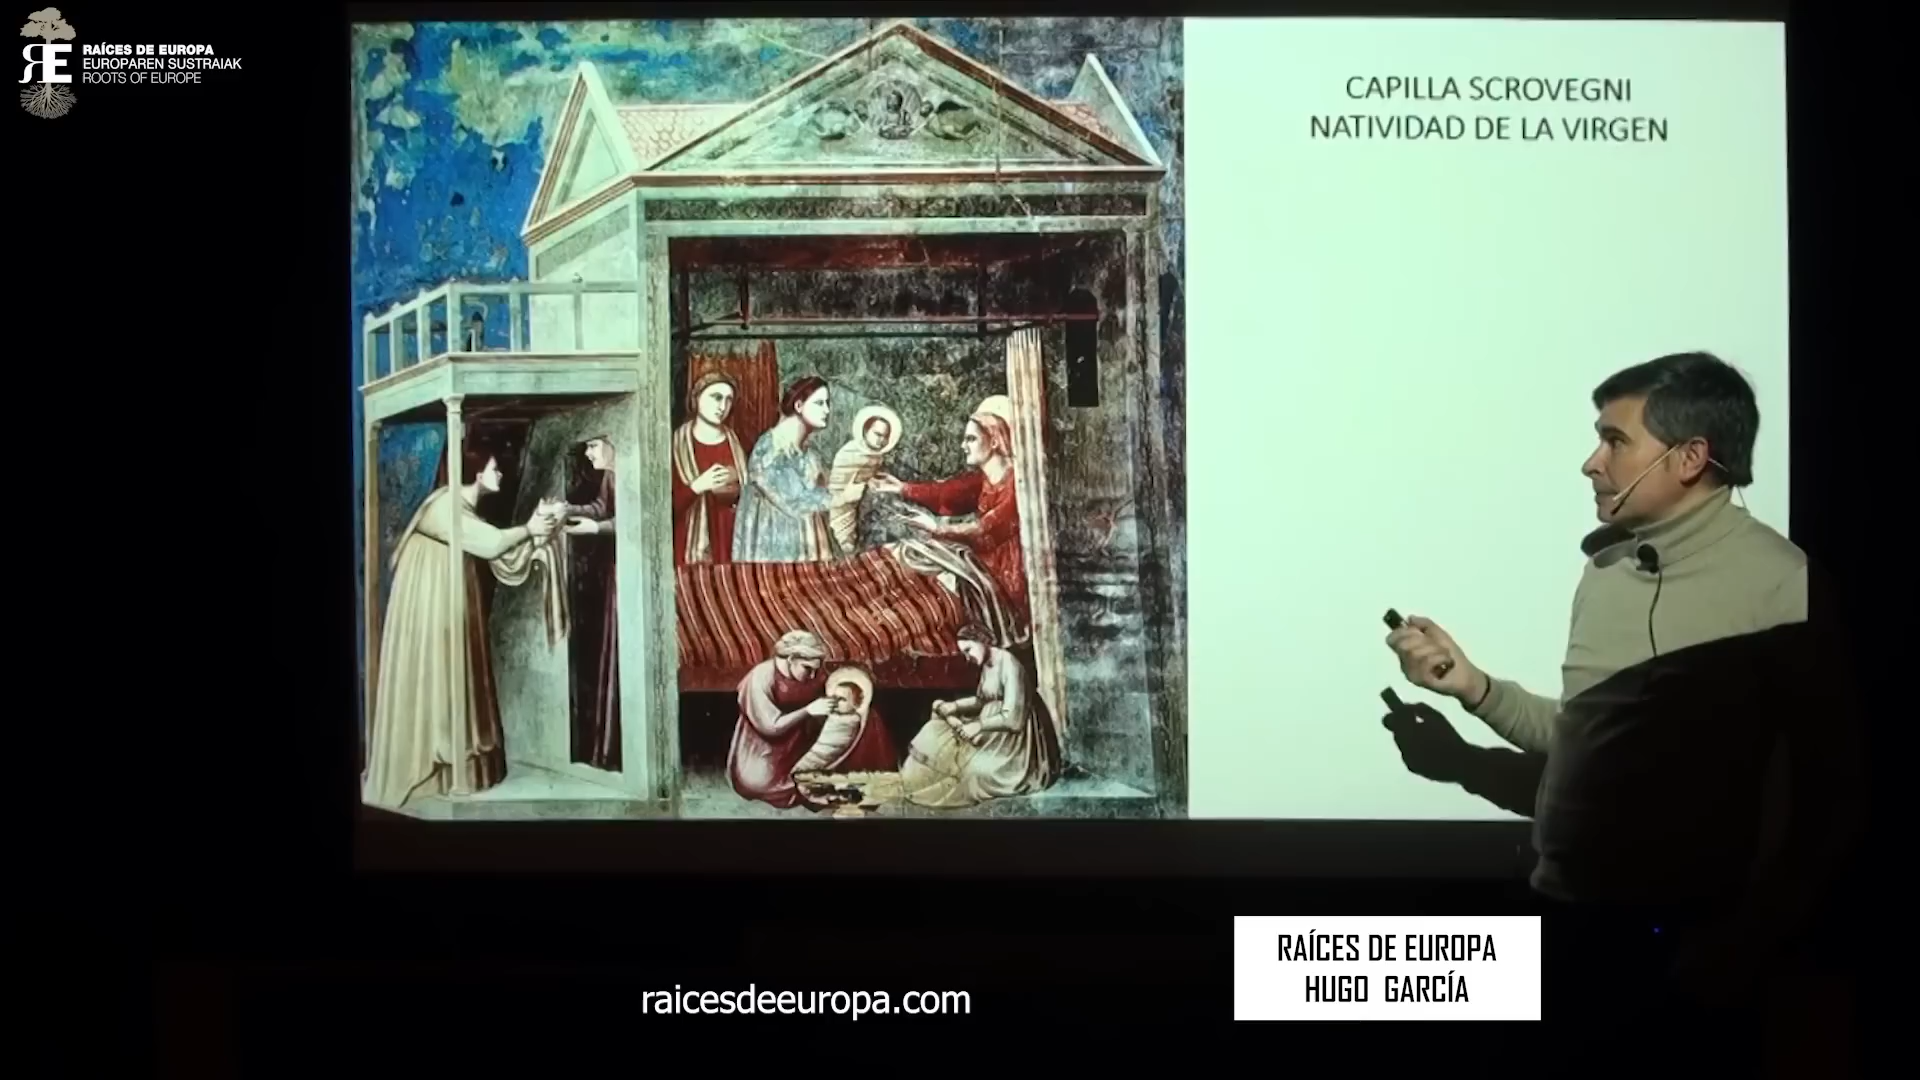 RAÍCES DE EUROPA
EUROPAREN SUSTRAIAK
ROOTS OF EUROPE
CAPILLA SCROVEGNI
NATIVIDAD DE LA VIRGEN
RAÍCES DE EUROPA
HUGO GARCÍA
raicesdeeuropa.com